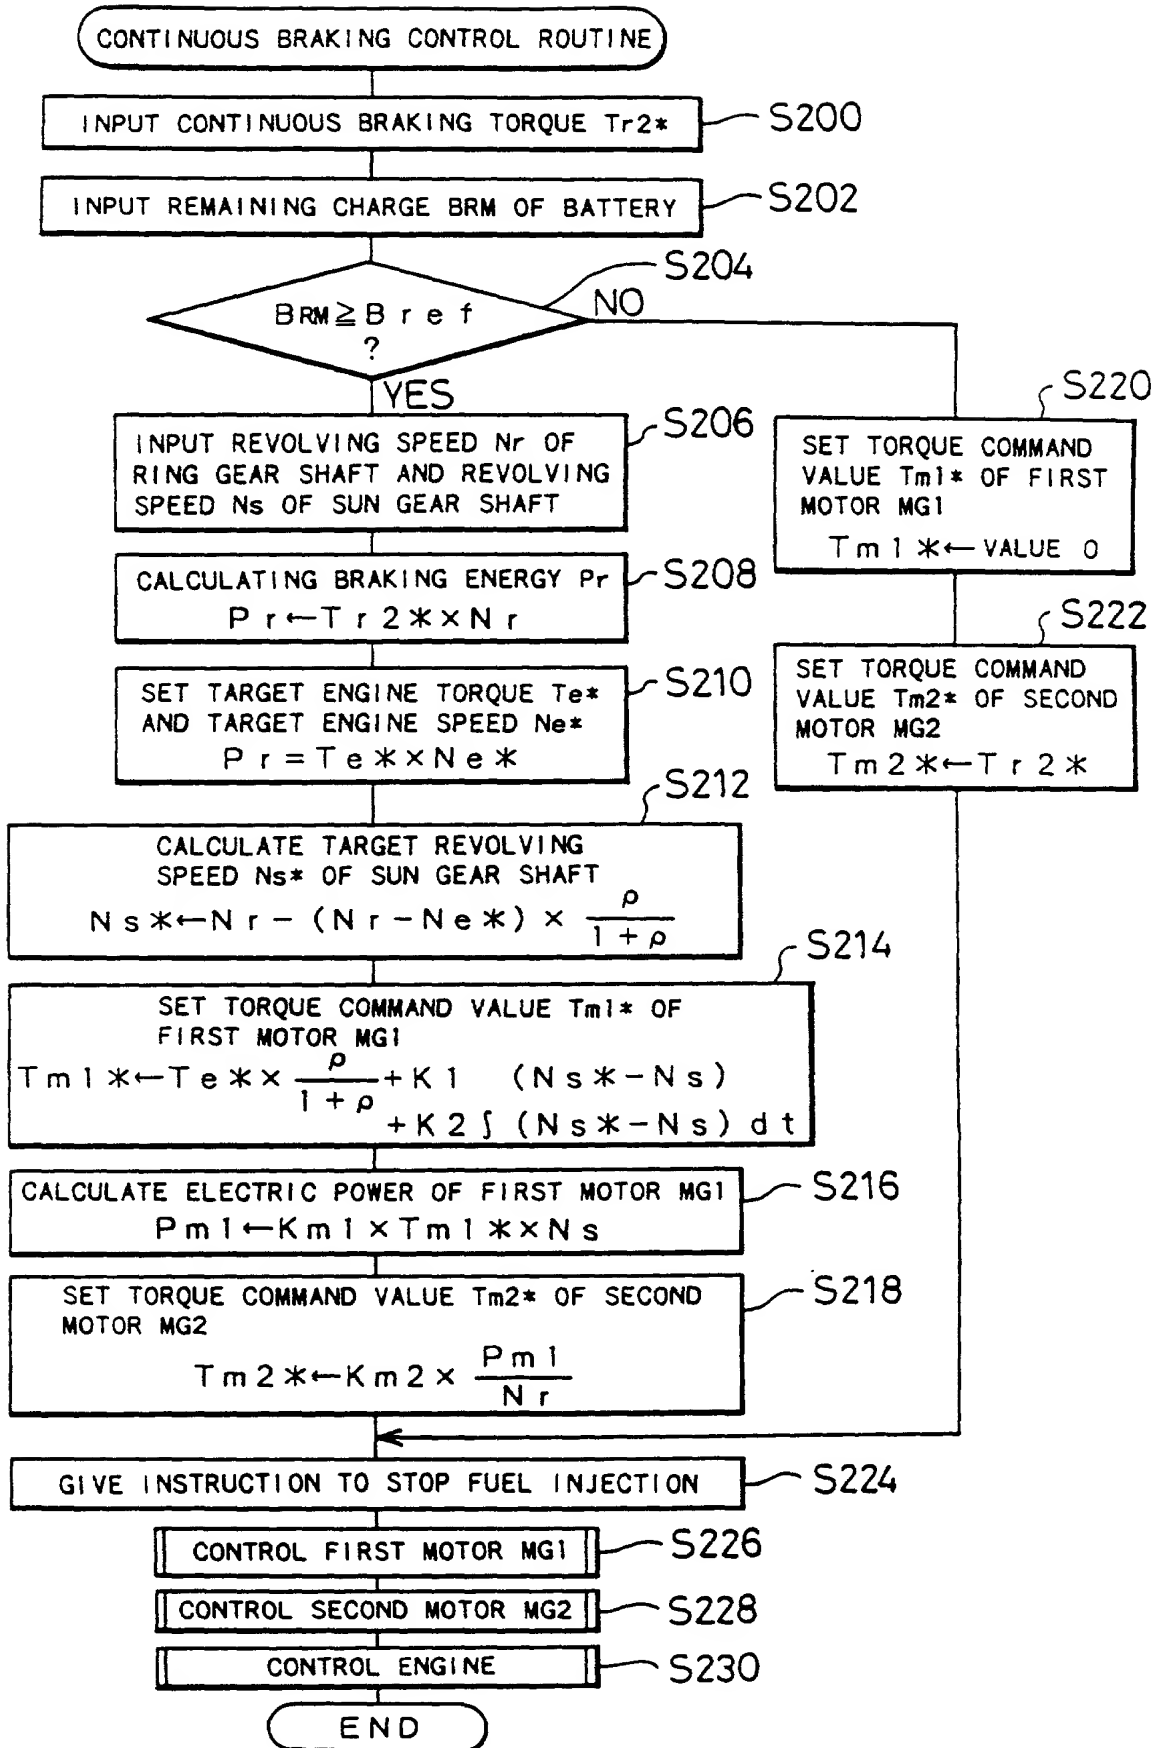 CONTINUOUS BRAKING CONTROL ROUTINE
INPUT CONTINUOUS BRAKING TORQUE Tr2*
S200
INPUT REMAINING CHARGE BRM OF BATTERY
S202
S204
BRM≧Bref
?
NO
YES
INPUT REVOLVING SPEED Nr OF
RING GEAR SHAFT AND REVOLVING
SPEED Ns OF SUN GEAR SHAFT
S206
CALCULATING BRAKING ENERGY Pr
Pr←Tr2*×Nr
S208
SET TARGET ENGINE TORQUE Te*
AND TARGET ENGINE SPEED Ne*
Pr=Te*×Ne*
S210
S212
CALCULATE TARGET REVOLVING
SPEED Ns* OF SUN GEAR SHAFT
Ns*←Nr-(Nr-Ne*)× ρ/1+ρ
S214
SET TORQUE COMMAND VALUE Tm1* OF
FIRST MOTOR MG1
Tm1*←Te*× ρ/1+ρ +K1 (Ns*-Ns)
+K2∫(Ns*-Ns)dt
CALCULATE ELECTRIC POWER OF FIRST MOTOR MG1
Pm1←Km1×Tm1*×Ns
S216
SET TORQUE COMMAND VALUE Tm2* OF SECOND
MOTOR MG2
Tm2*←Km2× Pm1/Nr
S218
S220
SET TORQUE COMMAND
VALUE Tm1* OF FIRST
MOTOR MG1
Tm1*←VALUE 0
S222
SET TORQUE COMMAND
VALUE Tm2* OF SECOND
MOTOR MG2
Tm2*←Tr2*
GIVE INSTRUCTION TO STOP FUEL INJECTION
S224
CONTROL FIRST MOTOR MG1
S226
CONTROL SECOND MOTOR MG2
S228
CONTROL ENGINE
S230
END